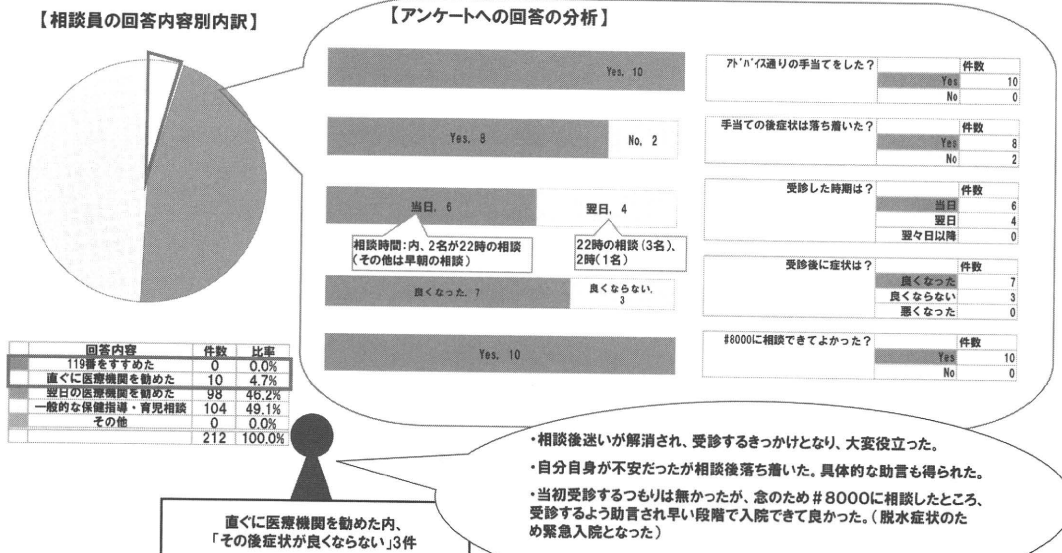 【相談員の回答内容別内訳】
【アンケートへの回答の分析】
Yes, 10
Yes, 8
No, 2
当日, 6
翌日, 4
相談時間:内、2名が22時の相談
(その他は早朝の相談)
22時の相談(3名)、
2時(1名)
良くなった, 7
良くならない,
3
Yes, 10
アドバイス通りの手当てをした? 件数
Yes 10
No 0
手当ての後症状は落ち着いた? 件数
Yes 8
No 2
受診した時期は? 件数
当日 6
翌日 4
翌々日以降 0
受診後に症状は? 件数
良くなった 7
良くならない 3
悪くなった 0
#8000に相談できてよかった? 件数
Yes 10
No 0
回答内容 件数 比率
119番をすすめた 0 0.0%
直ぐに医療機関を勧めた 10 4.7%
翌日の医療機関を勧めた 98 46.2%
一般的な保健指導・育児相談 104 49.1%
その他 0 0.0%
212 100.0%
・相談後迷いが解消され、受診するきっかけとなり、大変役立った。
・自分自身が不安だったが相談後落ち着いた。具体的な助言も得られた。
・当初受診するつもりは無かったが、念のため#8000に相談したところ、
受診するよう助言され早い段階で入院できて良かった。(脱水症状のた
め緊急入院となった)
直ぐに医療機関を勧めた内、
「その後症状が良くならない」3件